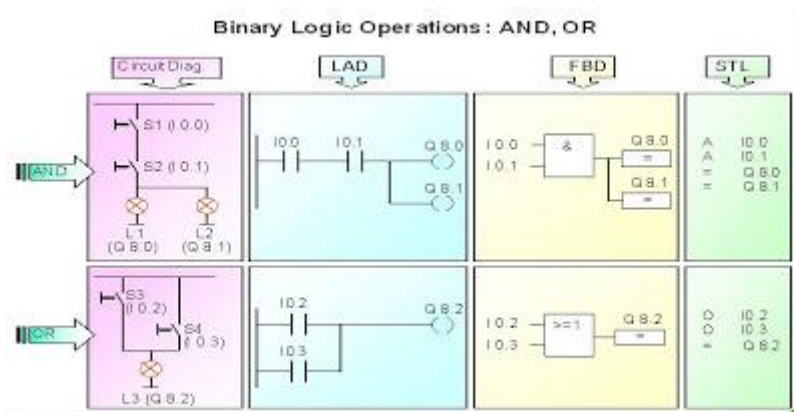 Binary Logic Operations: AND, OR
Circuit Diag.
LAD
FBD
STL
AND
S1 (I 0.0)
S2 (I 0.1)
L1
(Q 8.0)
L2
(Q 8.1)
I0.0
I0.1
Q 8.0
Q 8.1
I 0.0
I 0.1
&
Q 8.0
=
Q 8.1
=
A I0.0
A I0.1
= Q 8.0
= Q 8.1
OR
S3
(I 0.2)
S4
(I 0.3)
L3 (Q 8.2)
I0.2
I0.3
Q 8.2
I 0.2
I 0.3
>=1
Q 8.2
=
O I0.2
O I0.3
= Q 8.2